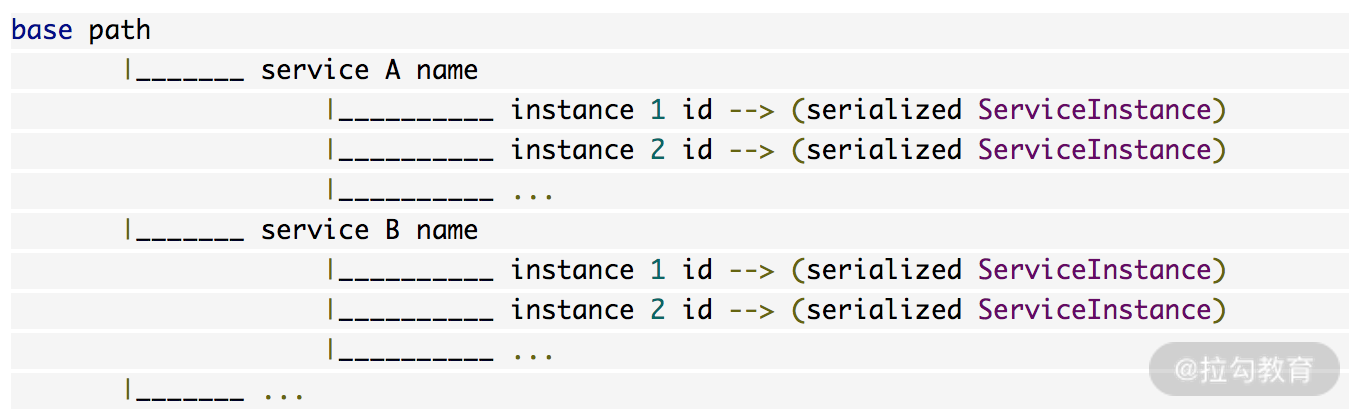 base path
|_______ service A name
|__________ instance 1 id --> (serialized ServiceInstance)
|__________ instance 2 id --> (serialized ServiceInstance)
|__________ ...
|_______ service B name
|__________ instance 1 id --> (serialized ServiceInstance)
|__________ instance 2 id --> (serialized ServiceInstance)
|__________ ...
|_______ ...
@拉勾教育